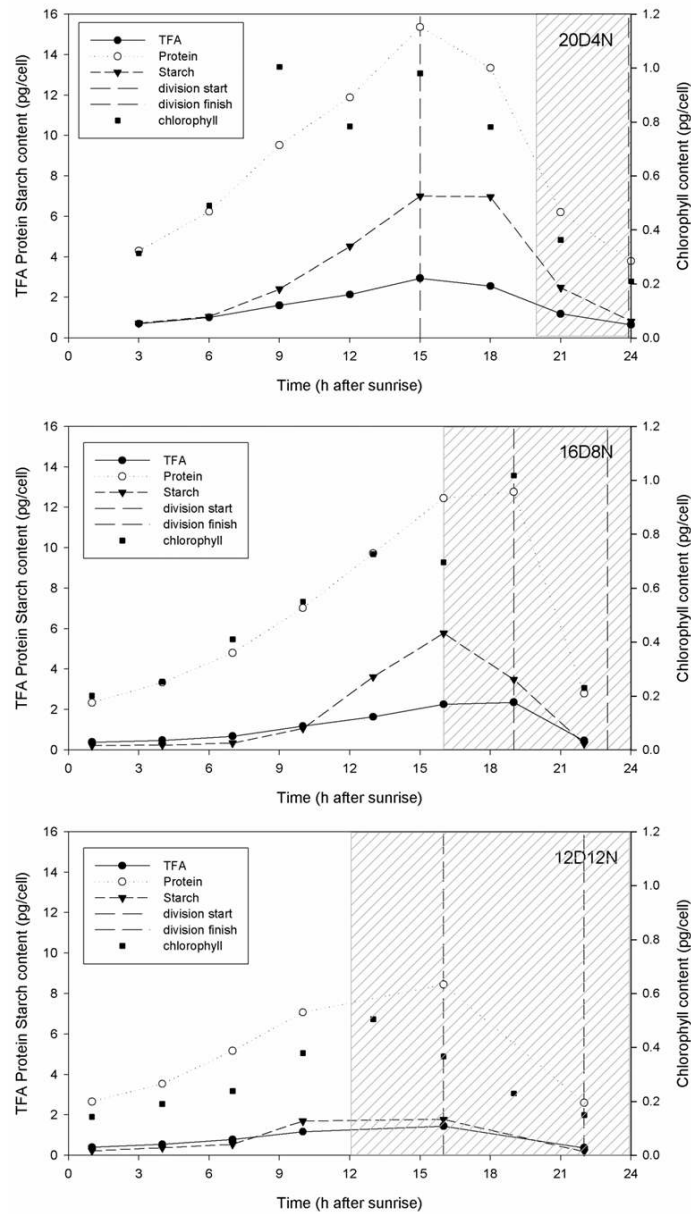 20D4N
TFA
Protein
Starch
division start
division finish
chlorophyll
TFA Protein Starch content (pg/cell)
16
14
12
10
8
6
4
2
0
Chlorophyll content (pg/cell)
1.2
1.0
0.8
0.6
0.4
0.2
0.0
0 3 6 9 12 15 18 21 24
Time (h after sunrise)
16D8N
TFA
Protein
Starch
division start
division finish
chlorophyll
TFA Protein Starch content (pg/cell)
16
14
12
10
8
6
4
2
0
Chlorophyll content (pg/cell)
1.2
1.0
0.8
0.6
0.4
0.2
0.0
0 3 6 9 12 15 18 21 24
Time (h after sunrise)
12D12N
TFA
Protein
Starch
division start
division finish
chlorophyll
TFA Protein Starch content (pg/cell)
16
14
12
10
8
6
4
2
0
Chlorophyll content (pg/cell)
1.2
1.0
0.8
0.6
0.4
0.2
0.0
0 3 6 9 12 15 18 21 24
Time (h after sunrise)